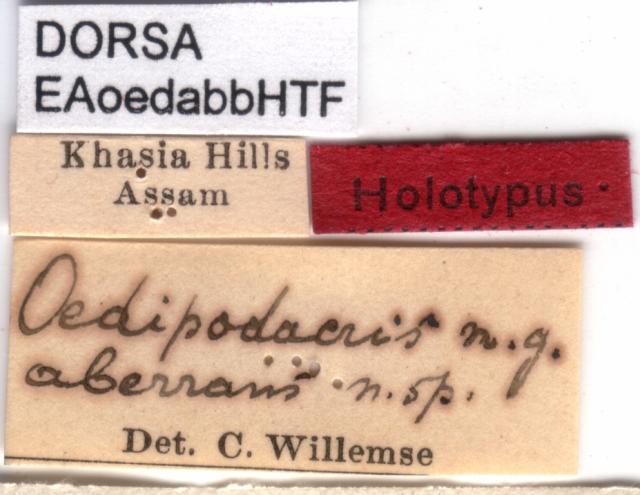 DORSA
EAoedabbHTF
Khasia Hills
Assam
Holotypus.
Oedipodacris n.g.
aberrans n.sp.
Det. C. Willemse